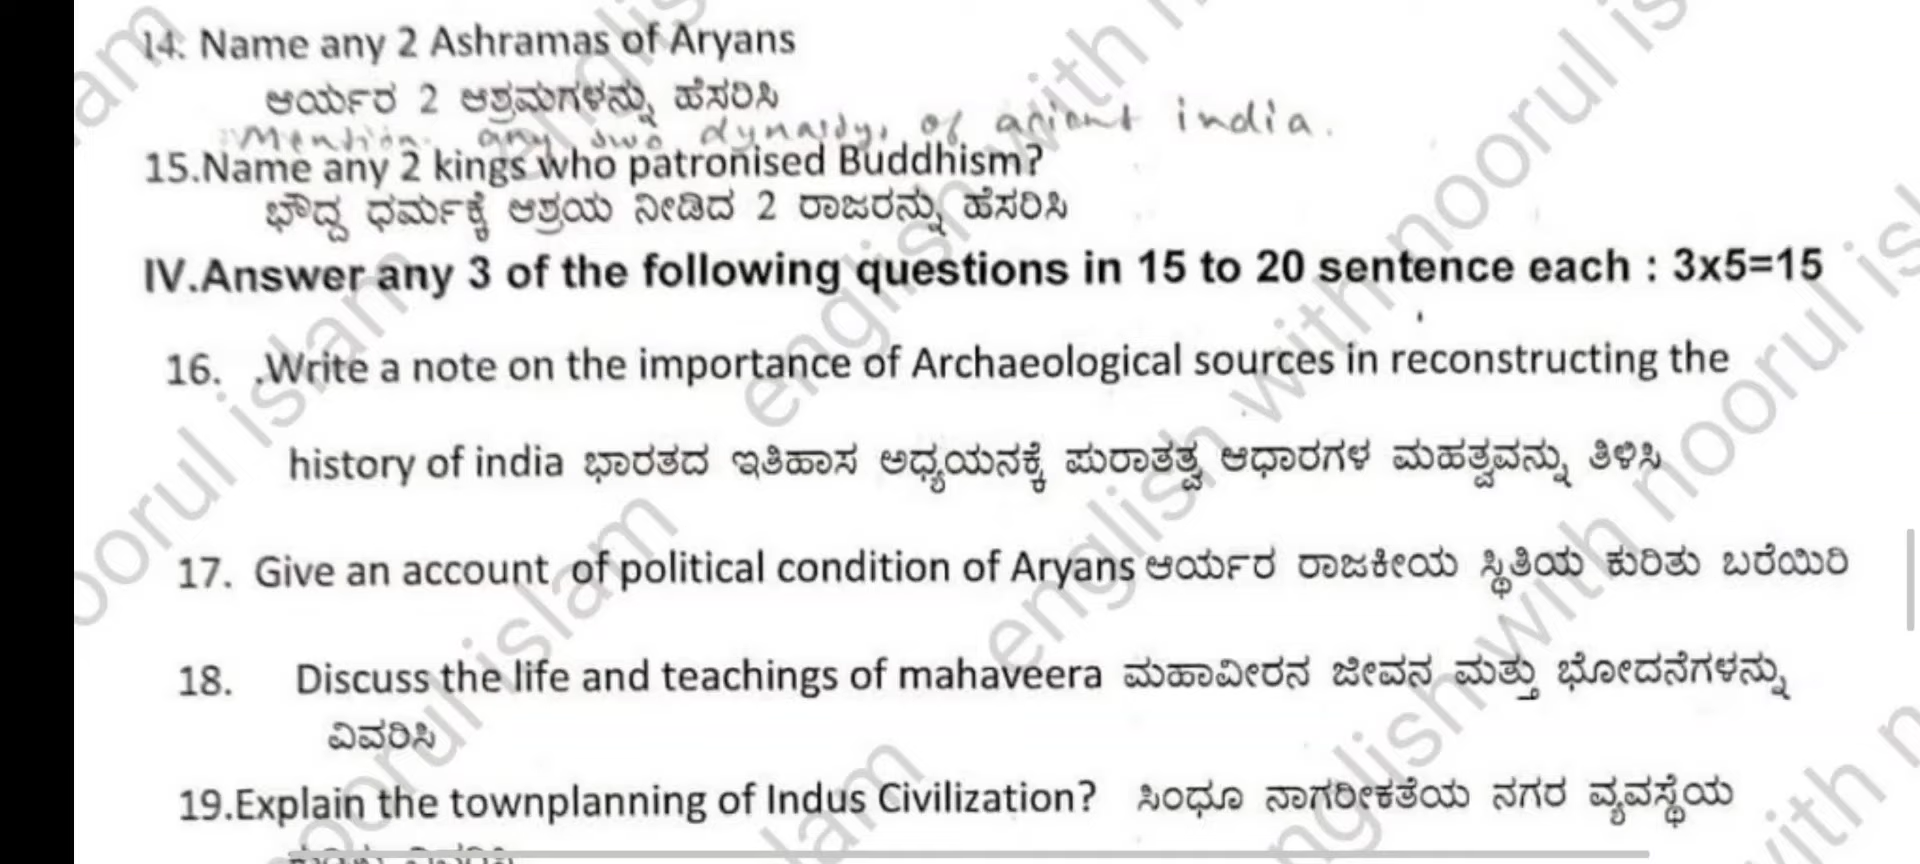 14. Name any 2 Ashramas of Aryans
ಆರ್ಯರ 2 ಆಶ್ರಮಗಳನ್ನು ಹೆಸರಿಸಿ
Mention any two dynasty, of ancient india.
15.Name any 2 kings who patronised Buddhism?
ಭೌದ್ಧ ಧರ್ಮಕ್ಕೆ ಆಶ್ರಯ ನೀಡಿದ 2 ರಾಜರನ್ನು ಹೆಸರಿಸಿ
IV.Answer any 3 of the following questions in 15 to 20 sentence each : 3x5=15
16. .Write a note on the importance of Archaeological sources in reconstructing the
history of india ಭಾರತದ ಇತಿಹಾಸ ಅಧ್ಯಯನಕ್ಕೆ ಪುರಾತತ್ವ ಆಧಾರಗಳ ಮಹತ್ವವನ್ನು ತಿಳಿಸಿ
17. Give an account of political condition of Aryans ಆರ್ಯರ ರಾಜಕೀಯ ಸ್ಥಿತಿಯ ಕುರಿತು ಬರೆಯಿರಿ
18. Discuss the life and teachings of mahaveera ಮಹಾವೀರನ ಜೀವನ ಮತ್ತು ಭೋದನೆಗಳನ್ನು
ವಿವರಿಸಿ
19.Explain the townplanning of Indus Civilization? ಸಿಂಧೂ ನಾಗರೀಕತೆಯ ನಗರ ವ್ಯವಸ್ಥೆಯ
english with noorul islam